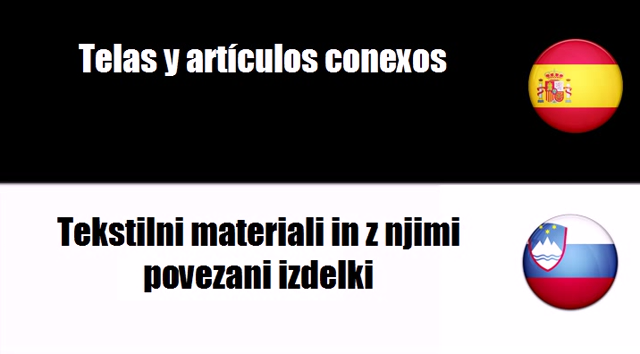 Telas y artículos conexos
Tekstilni materiali in z njimi
povezani izdelki